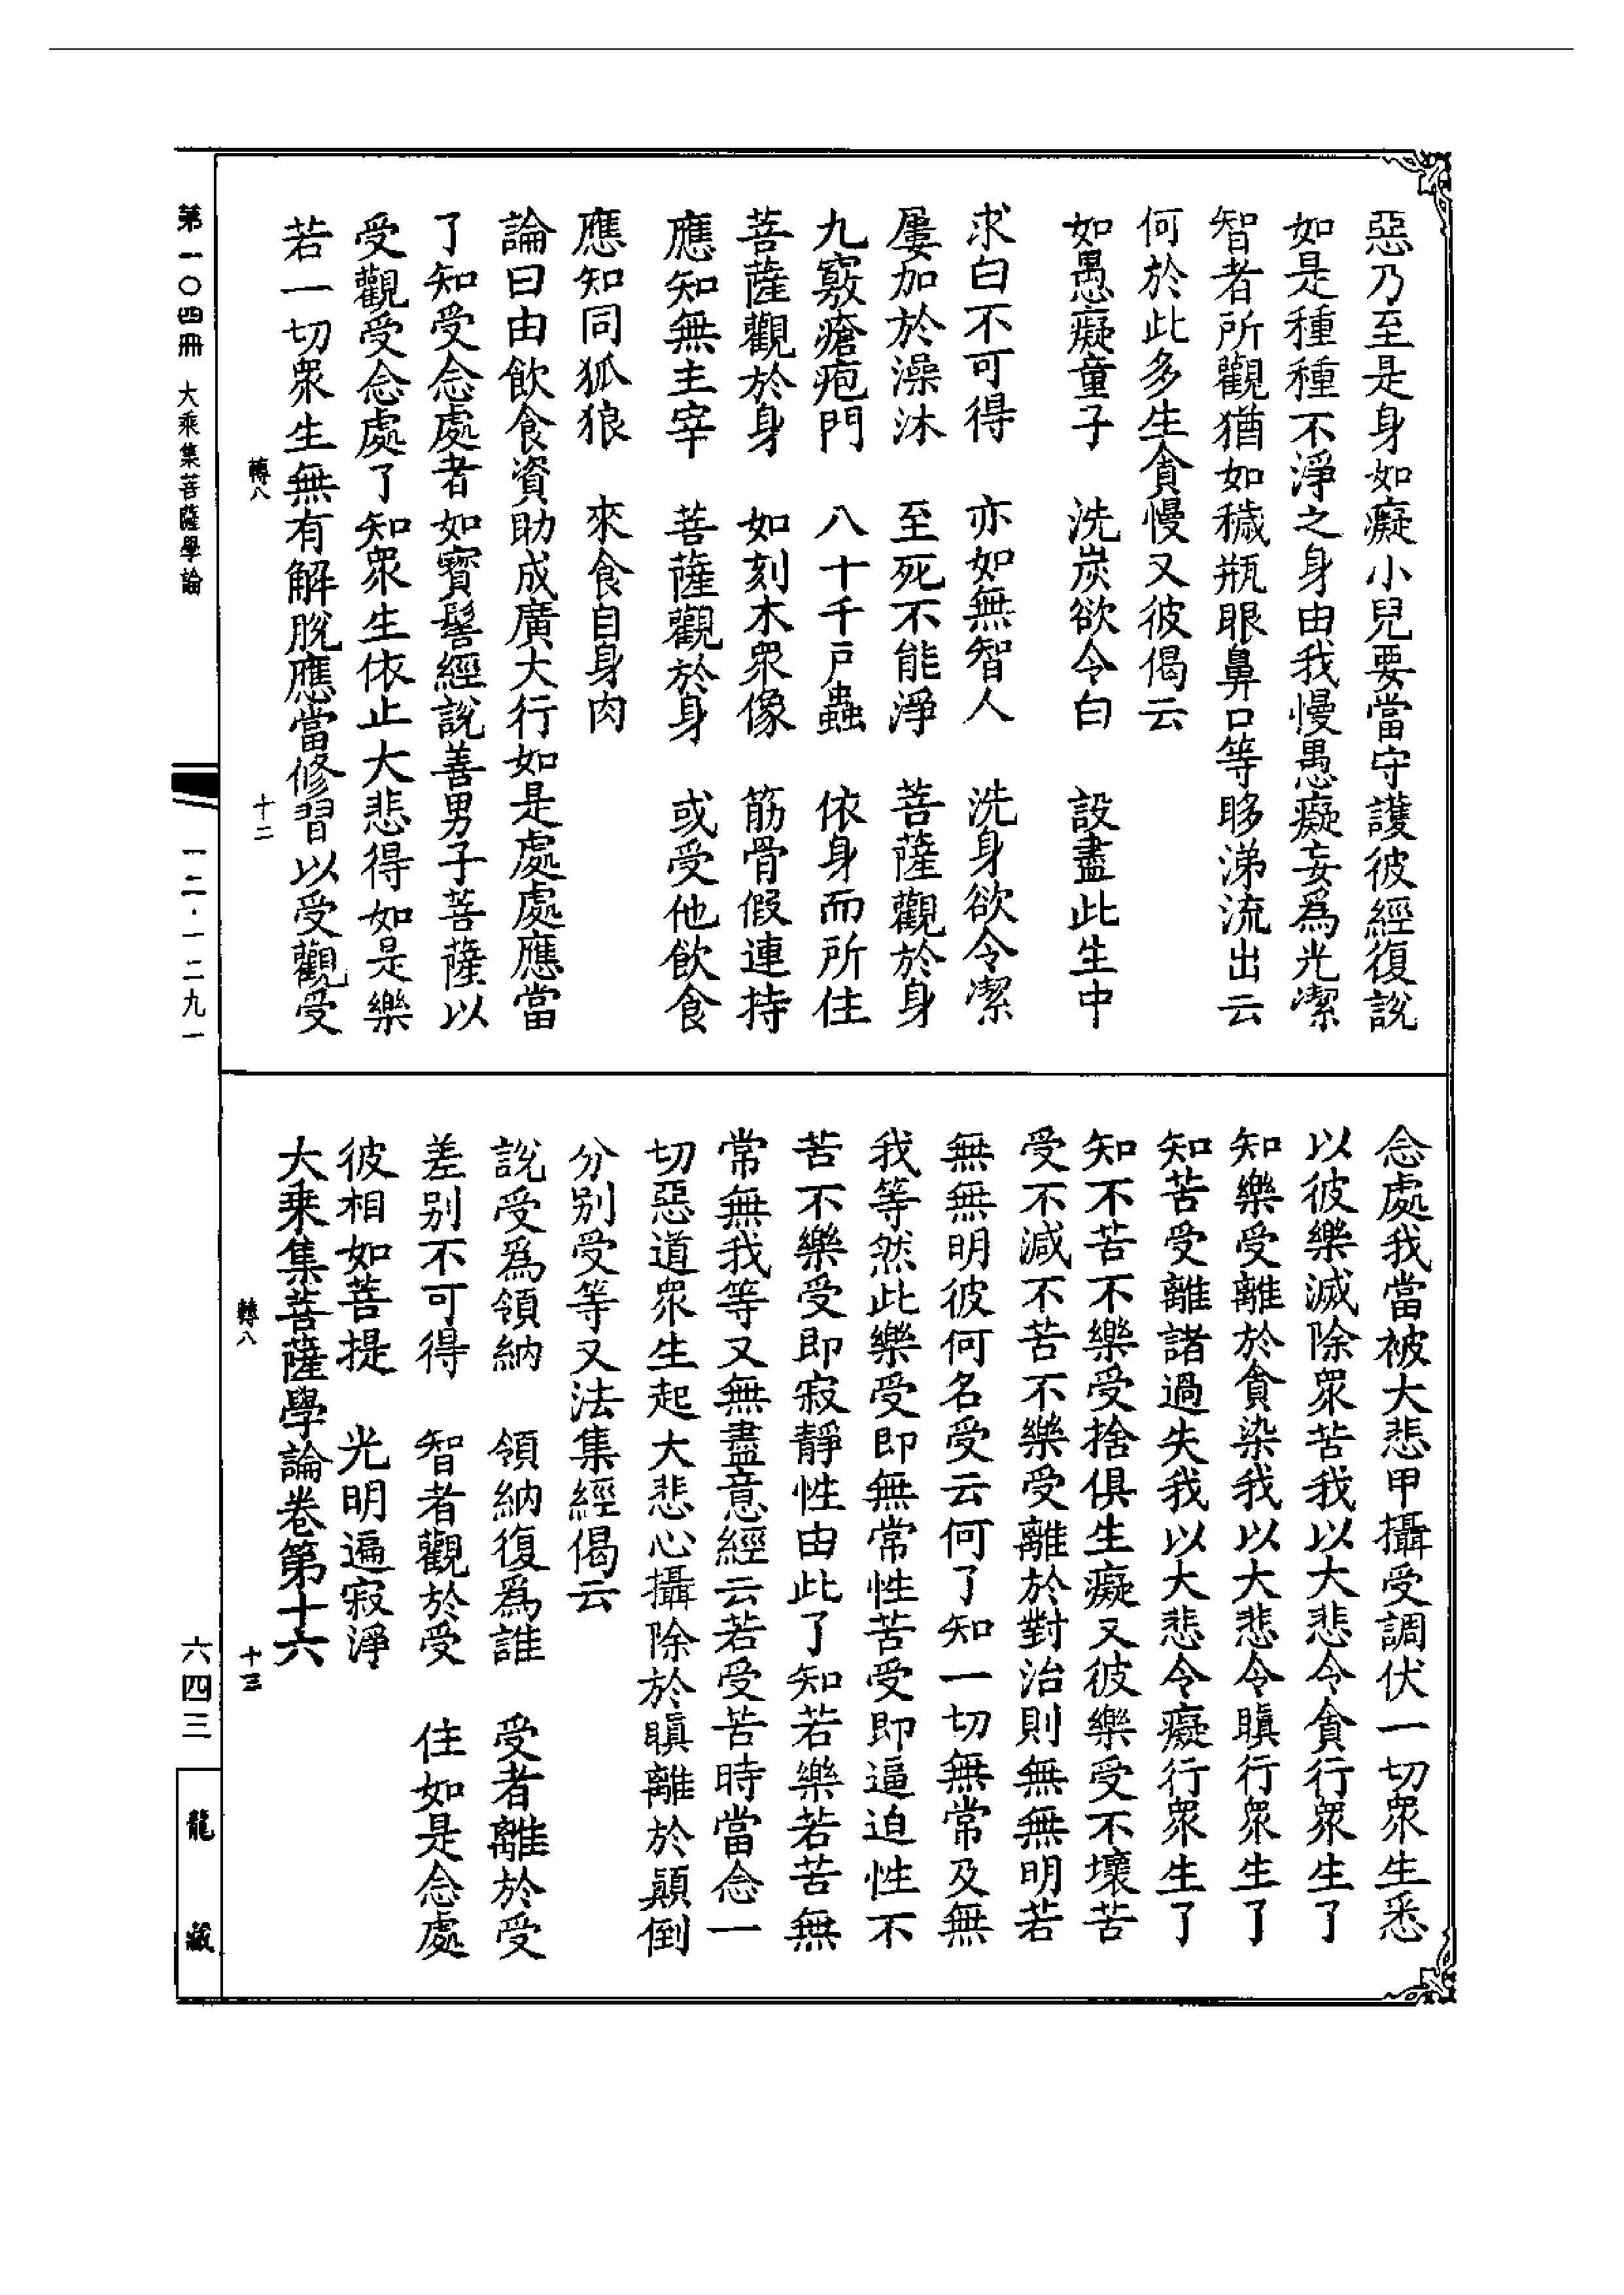 惡乃至是身如癡小兒要當守護彼經復說
如是種種不淨之身由我慢愚癡妄爲光潔
智者所觀猶如穢瓶眼鼻口等眵涕流出云
何於此多生貪慢又彼偈云
如愚癡童子　洗炭欲令白　設盡此生中
求白不可得　亦如無智人　洗身欲令潔
屢加於澡沐　至死不能淨　菩薩觀於身
九竅瘡疱門　八十千戶蟲　依身而所住
菩薩觀於身　如刻木眾像　筋骨假連持
應知無主宰　菩薩觀於身　或受他飲食
應知同狐狼　來食自身肉
論曰由飲食資助成廣大行如是處處應當
了知受念處者如寶髻經說善男子菩薩以
受觀受念處了知眾生依止大悲得如是樂
若一切眾生無有解脫應當修習以受觀受
轉八　十二
念處我當被大悲甲攝受調伏一切眾生悉
以彼樂滅除眾苦我以大悲令貪行眾生了
知樂受離於貪染我以大悲令瞋行眾生了
知苦受離諸過失我以大悲令癡行眾生了
知不苦不樂受捨俱生癡又彼樂受不壞苦
受不減不苦不樂受離於對治則無無明若
無無明彼何名受云何了知一切無常及無
我等然此樂受即無常性苦受即逼迫性不
苦不樂受即寂靜性由此了知若樂若苦無
常無我等又無盡意經云若受苦時當念一
切惡道眾生起大悲心攝除於瞋離於顛倒
分別受等又法集經偈云
說受爲領納　領納復爲誰　受者離於受
差別不可得　智者觀於受　住如是念處
彼相如菩提　光明遍寂淨
大乘集菩薩學論卷第十六
轉八　十三
第一〇四冊　大乘集菩薩學論
一二·一二九一
六四三
龍藏